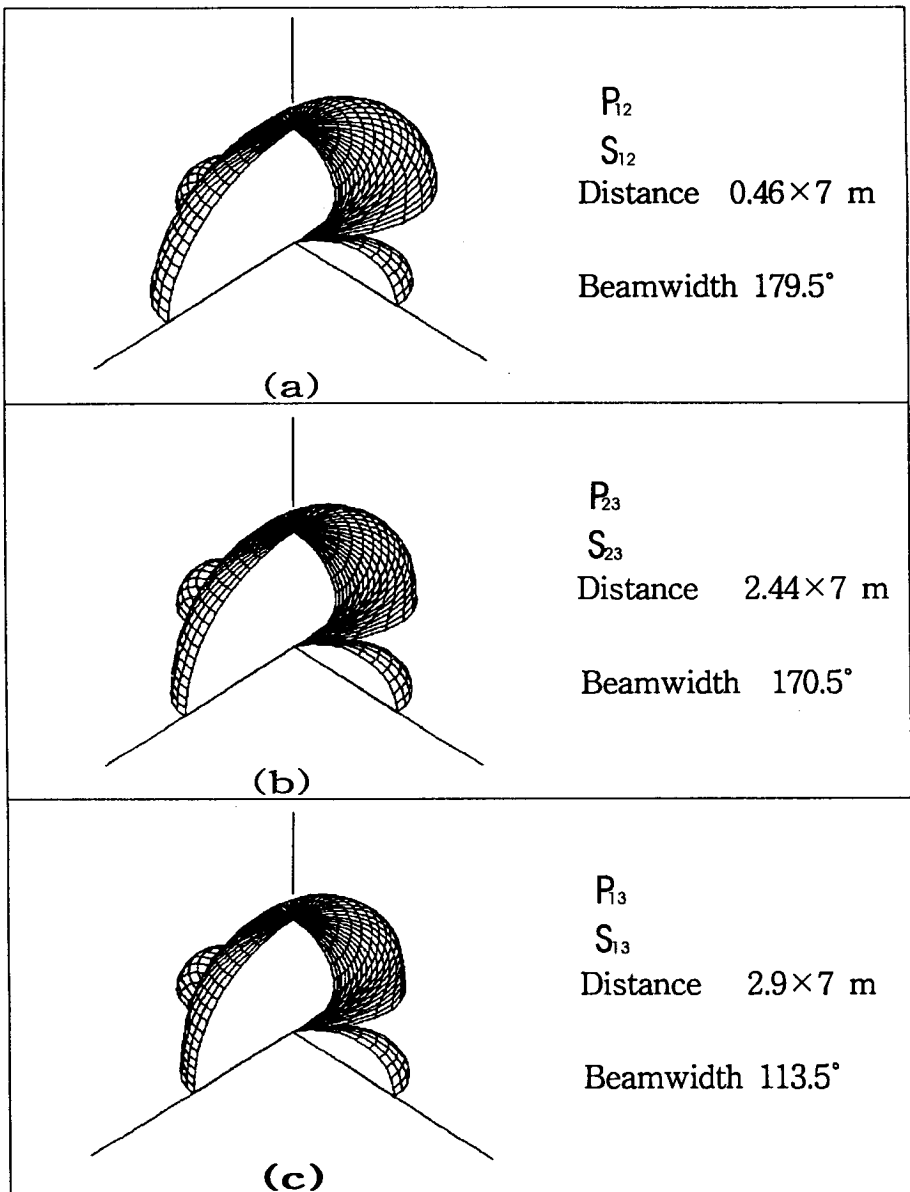 P₁₂
S₁₂
Distance 0.46×7 m
Beamwidth 179.5°
(a)
P₂₃
S₂₃
Distance 2.44×7 m
Beamwidth 170.5°
(b)
P₁₃
S₁₃
Distance 2.9×7 m
Beamwidth 113.5°
(c)